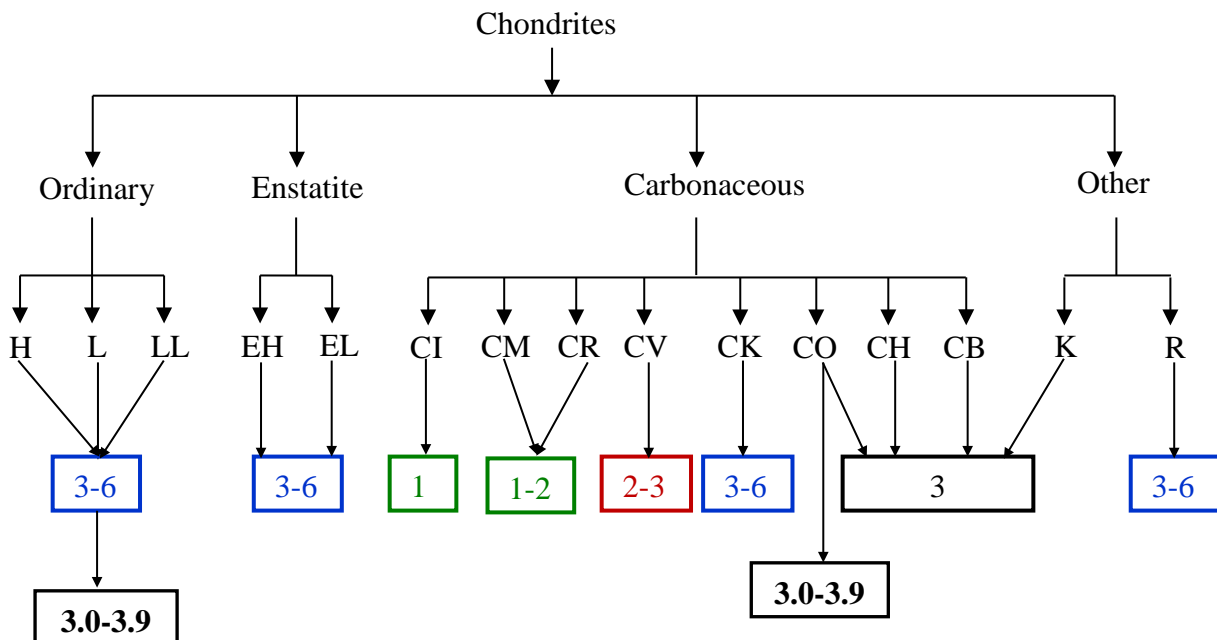 Chondrites
Ordinary Enstatite Carbonaceous Other
H L LL EH EL CI CM CR CV CK CO CH CB K R
3-6 3-6 1 1-2 2-3 3-6 3 3-6
3.0-3.9 3.0-3.9